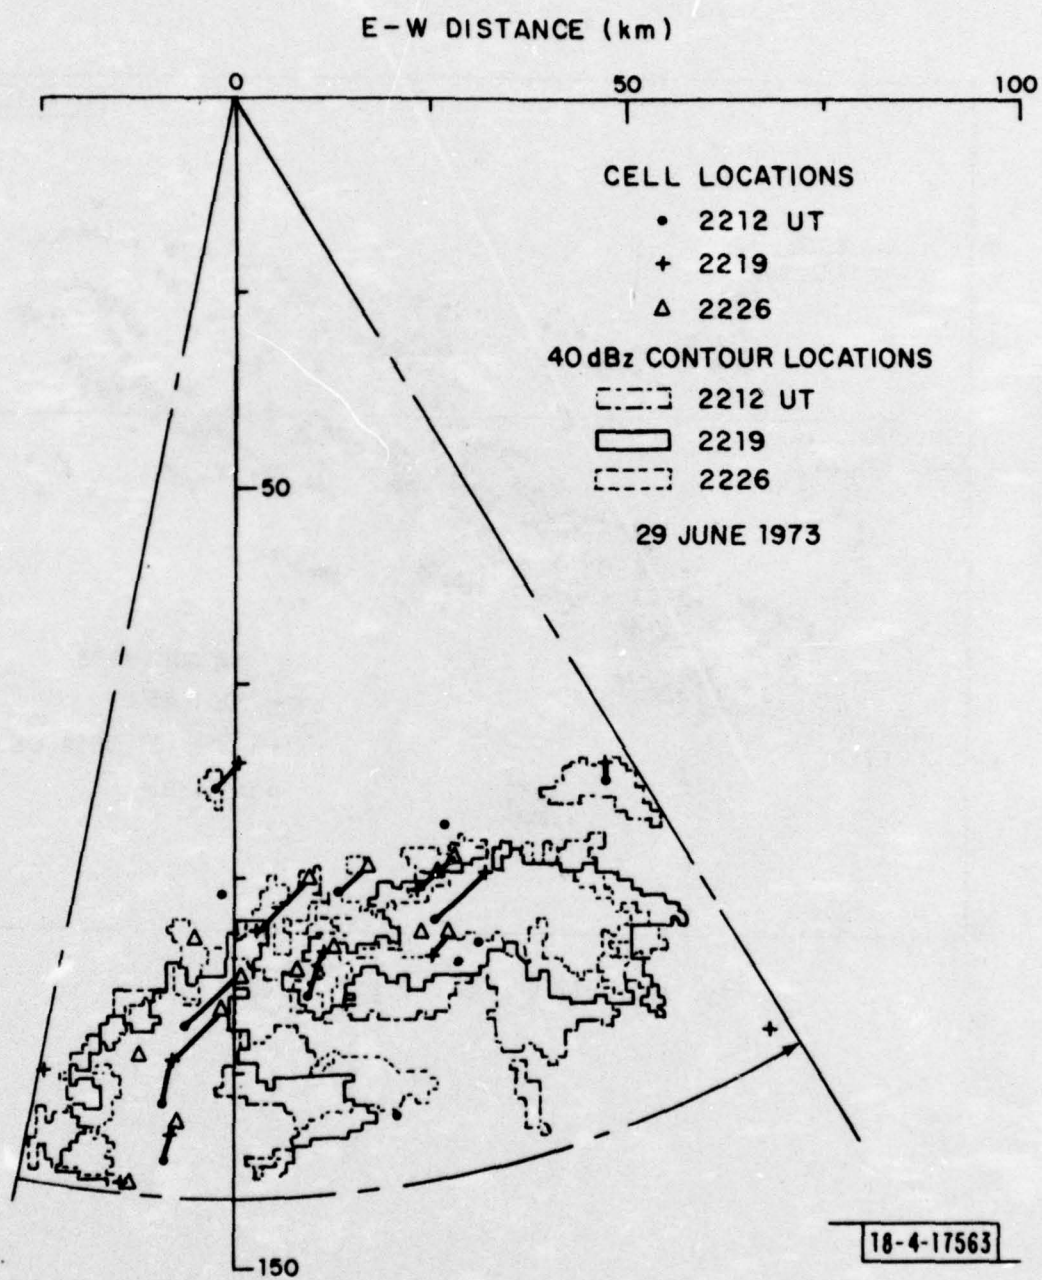 E-W DISTANCE (km)
0 50 100
CELL LOCATIONS
• 2212 UT
+ 2219
Δ 2226
40 dBz CONTOUR LOCATIONS
2212 UT
2219
2226
29 JUNE 1973
50
150
18-4-17563